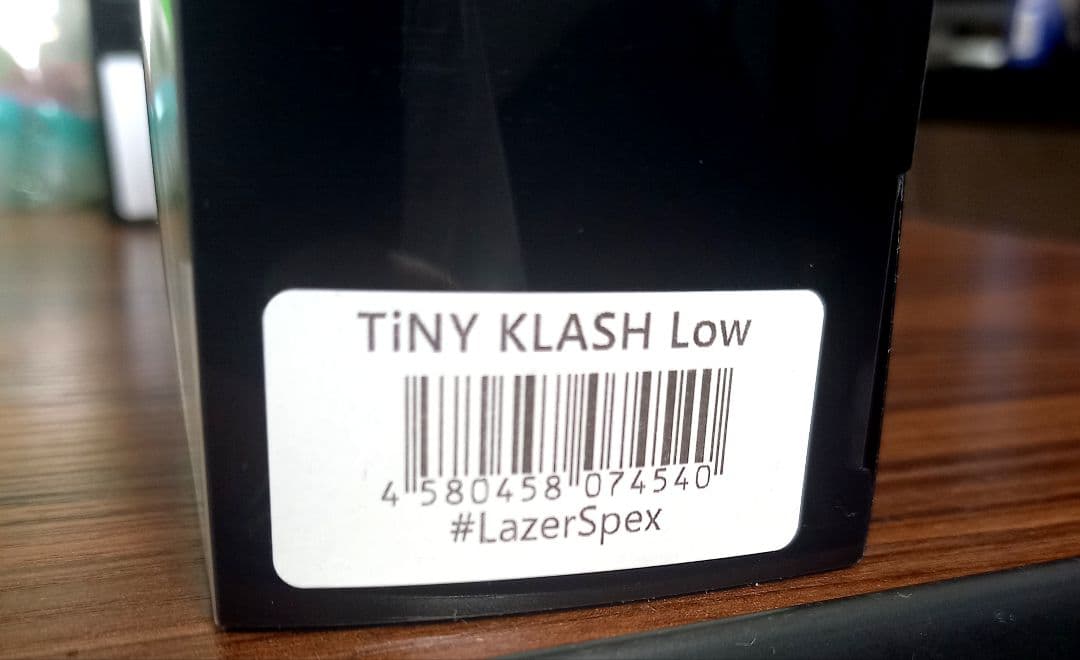 TiNY KLASH Low
4 580458 074540
#LazerSpex